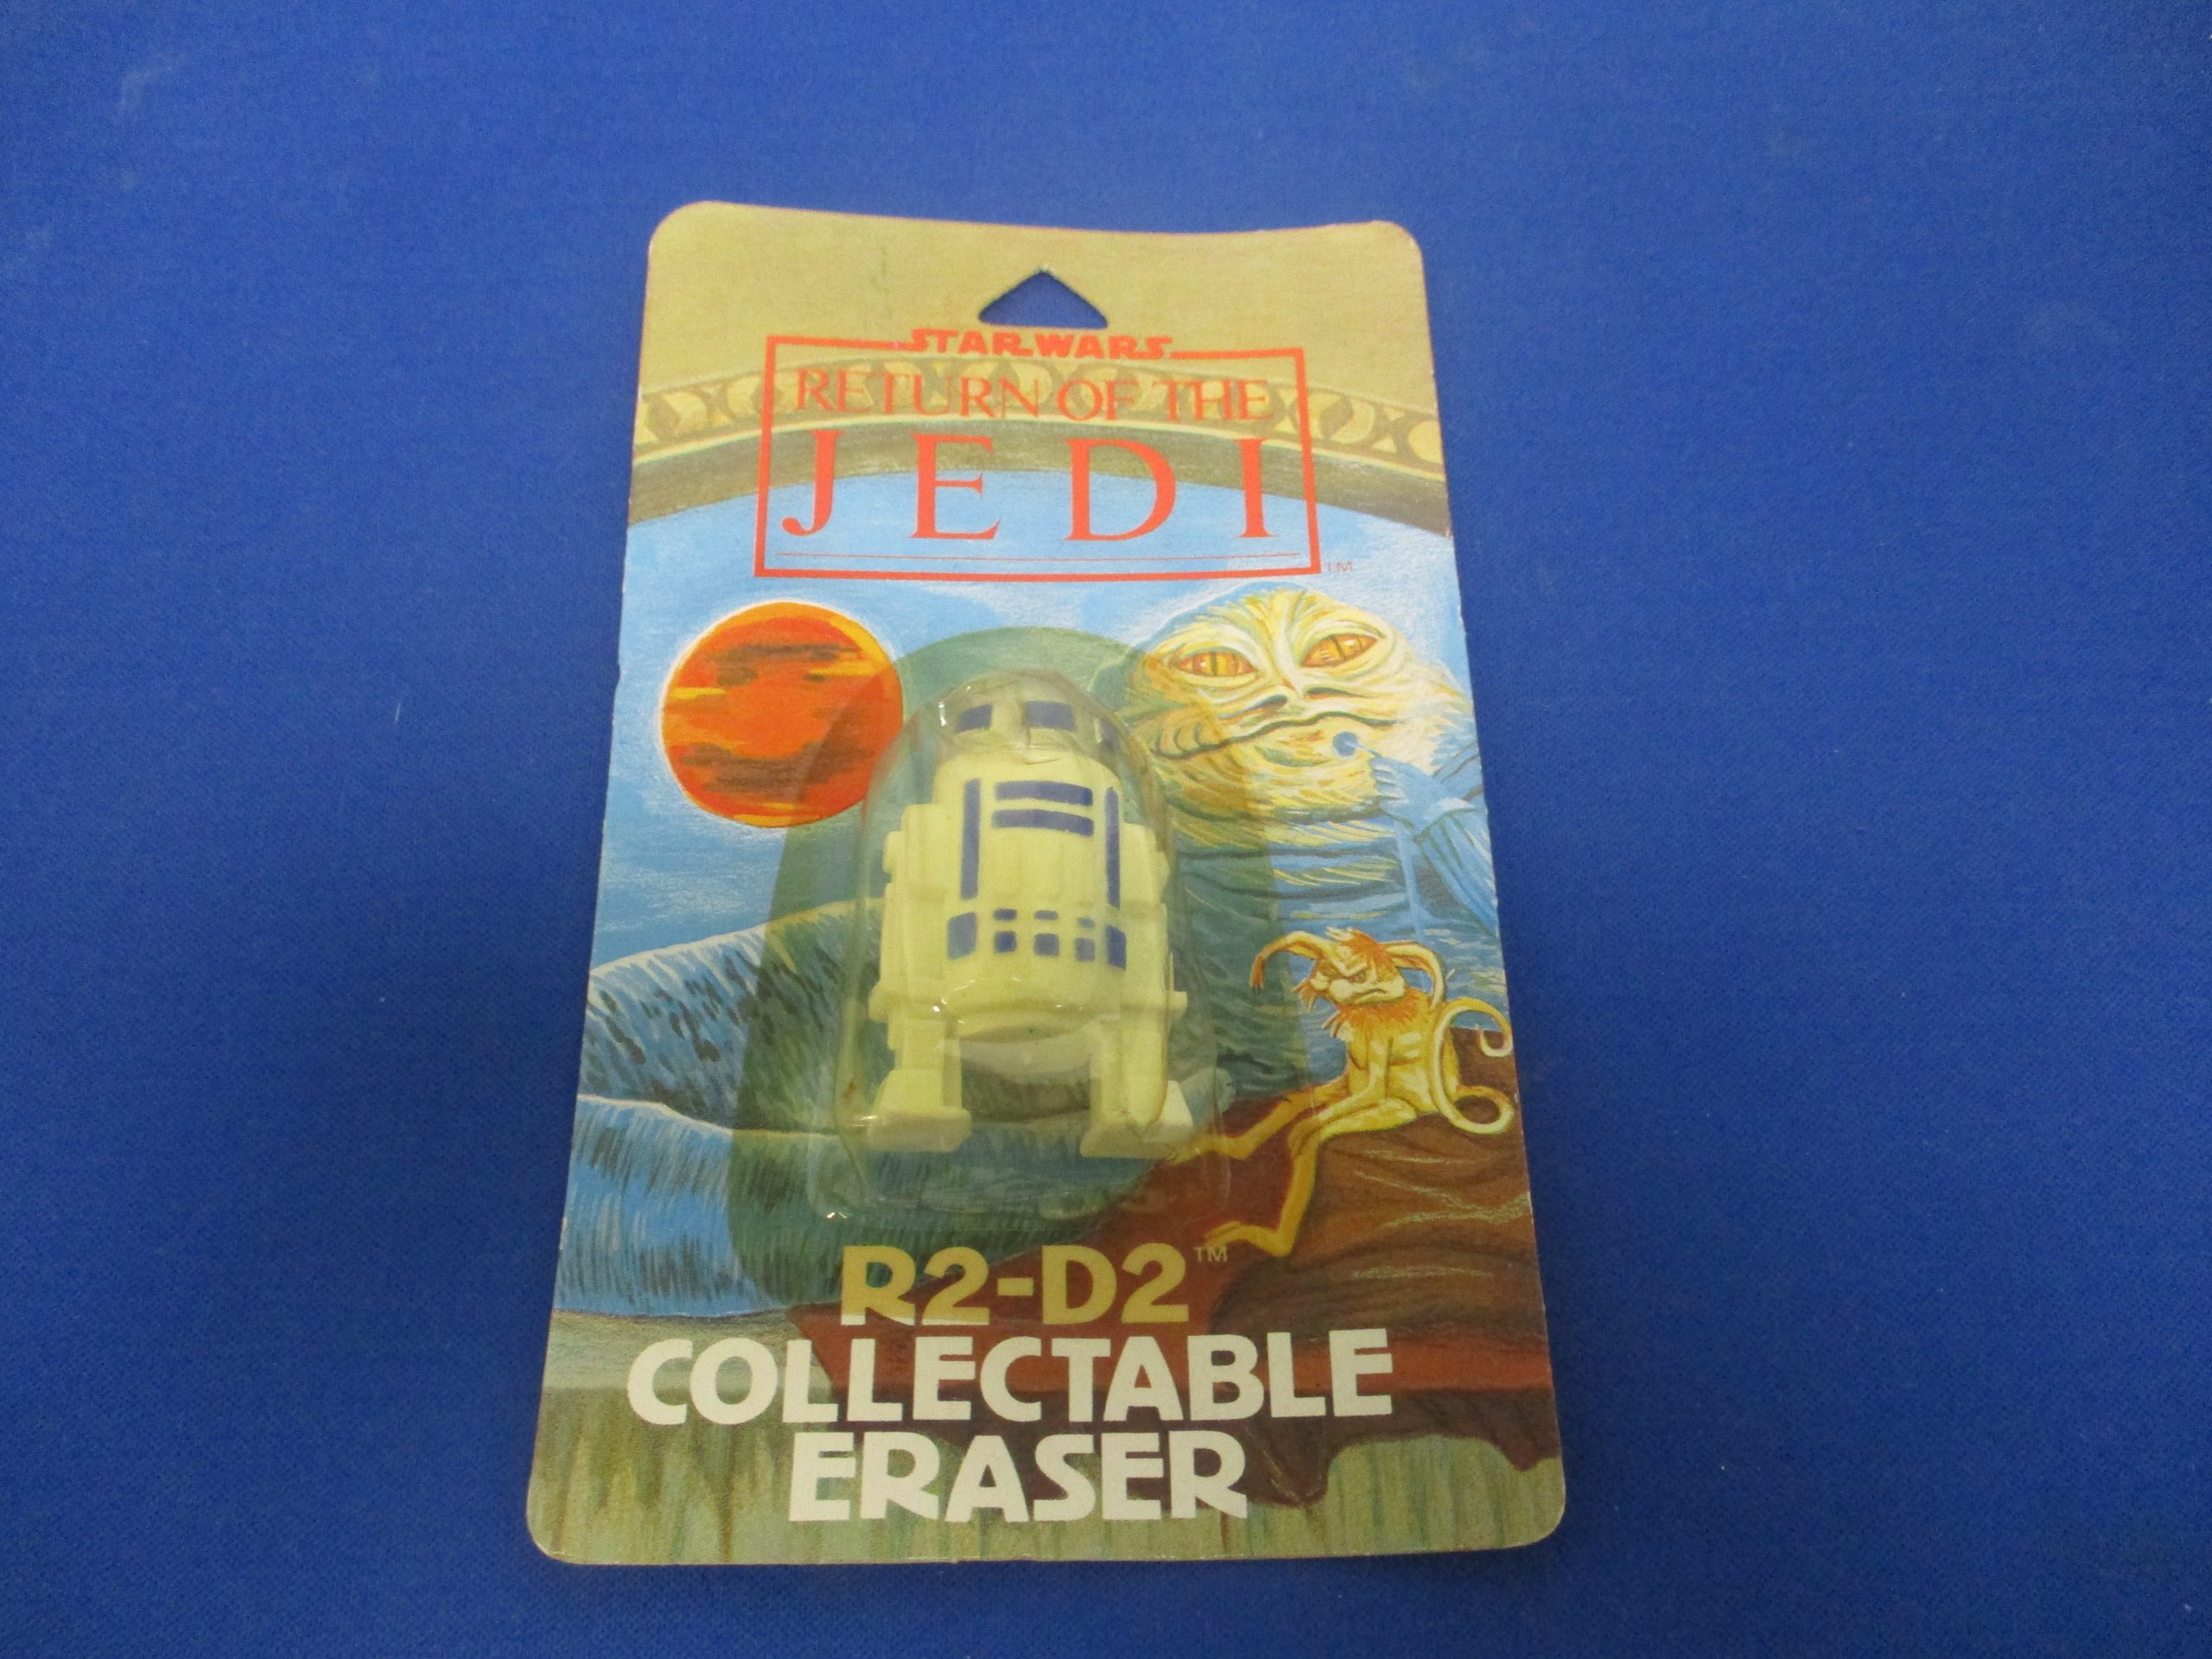 STAR WARS
RETURN OF THE
JEDI
TM
R2-D2™
COLLECTABLE
ERASER